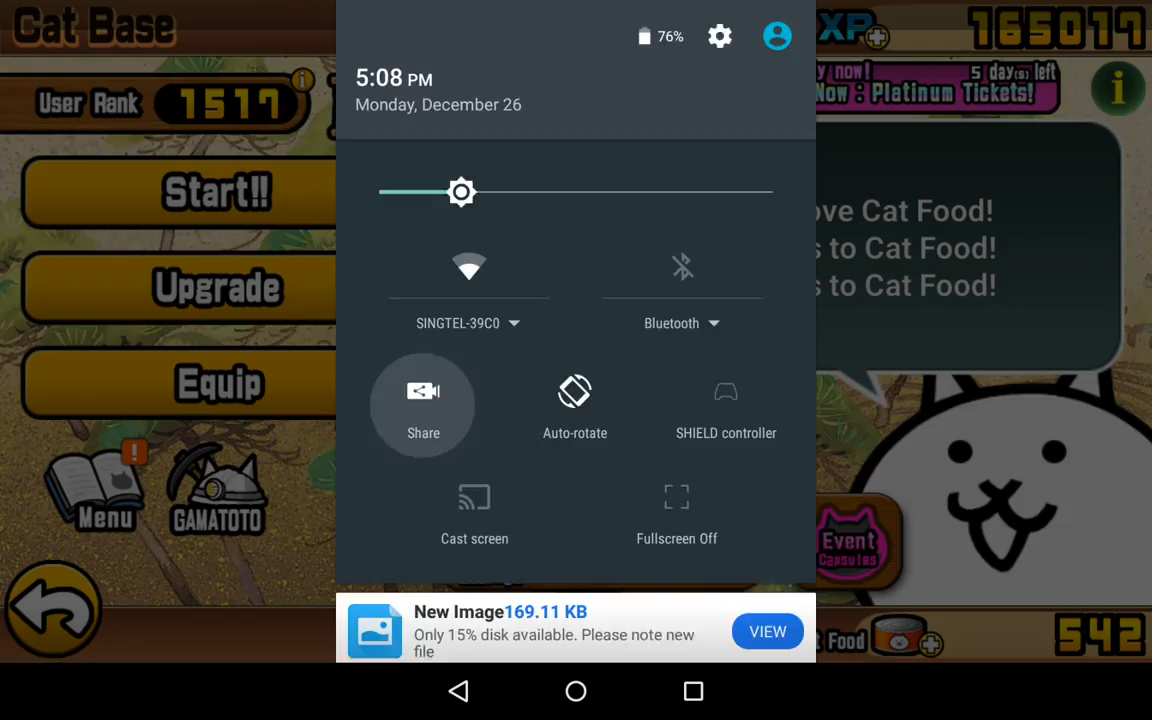 Cat Base
XP
165017
76%
5:08 PM
Monday, December 26
User Rank 1517
y now! 5 day(s) left
Now : Platinum Tickets!
Start!!
ove Cat Food!
s to Cat Food!
s to Cat Food!
Upgrade
SINGTEL-39C0
Bluetooth
Equip
Share
Auto-rotate
SHIELD controller
Menu
GAMATOTO
Cast screen
Fullscreen Off
Event
Capsules
New Image169.11 KB
Only 15% disk available. Please note new
file
VIEW
Food
542